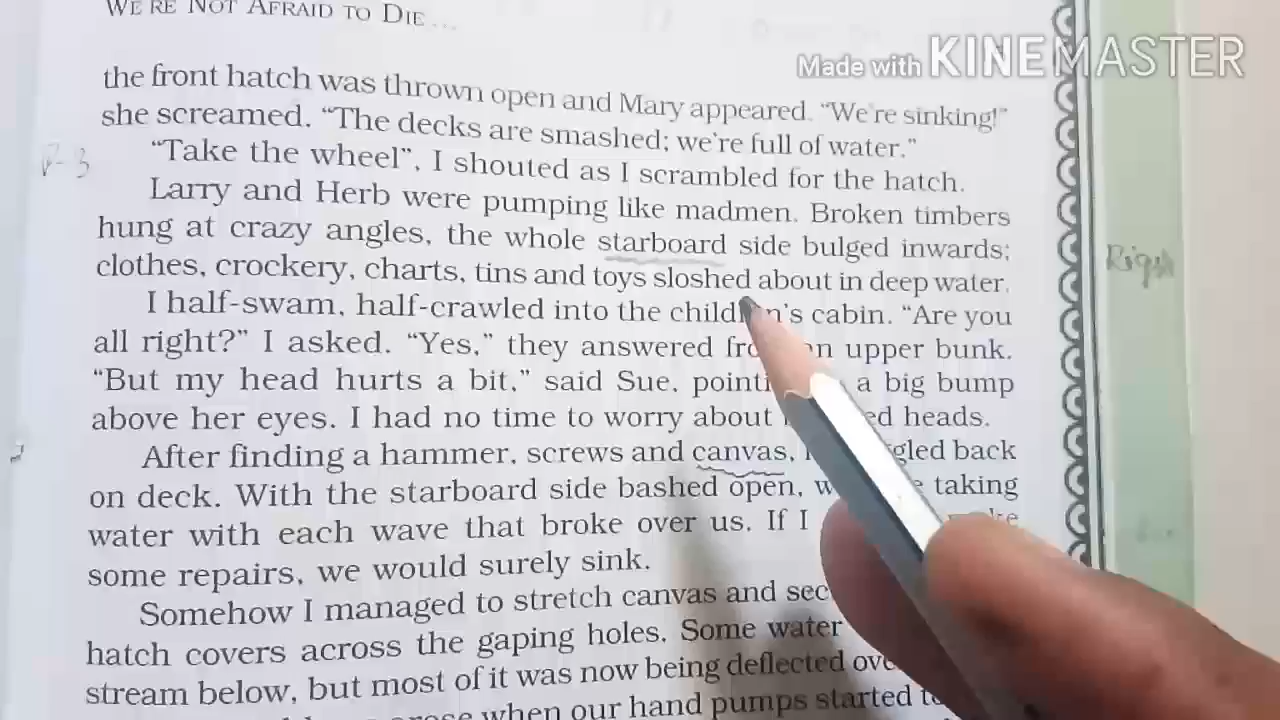 WE'RE NOT AFRAID TO DIE...
Made with KINEMASTER
the front hatch was thrown open and Mary appeared. “We're sinking!”
she screamed. “The decks are smashed; we're full of water.”
“Take the wheel”, I shouted as I scrambled for the hatch.
Larry and Herb were pumping like madmen. Broken timbers
hung at crazy angles, the whole starboard side bulged inwards;
clothes, crockery, charts, tins and toys sloshed about in deep water.
I half-swam, half-crawled into the children's cabin. “Are you
all right?” I asked. “Yes,” they answered an upper bunk.
“But my head hurts a bit,” said Sue, a big bump
above her eyes. I had no time to worry about heads.
After finding a hammer, screws and canvas, back
on deck. With the starboard side bashed open, taking
water with each wave that broke over us. If I
some repairs, we would surely sink.
Somehow I managed to stretch canvas and
hatch covers across the gaping holes. Some water
stream below, but most of it was now being deflected
when our hand pumps started
Right